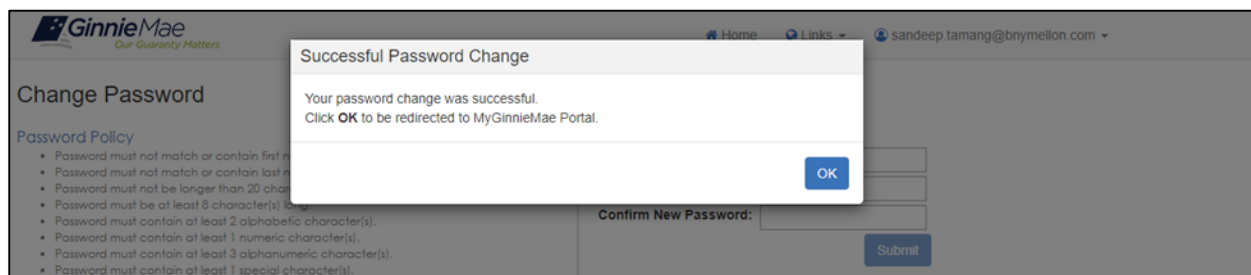 GinnieMae
Our Guaranty Matters
Home Links sandeep.tamang@bnymellon.com
Successful Password Change
Your password change was successful.
Click OK to be redirected to MyGinnieMae Portal.
OK
Change Password
Password Policy
• Password must not match or contain first
• Password must not match or contain last
• Password must not be longer than 20
• Password must be at least 8 character(s)
• Password must contain at least 2 alphabetic character(s).
• Password must contain at least 1 numeric character(s).
• Password must contain at least 3 alphanumeric character(s).
• Password must contain at least 1 special character(s).
Confirm New Password:
Submit